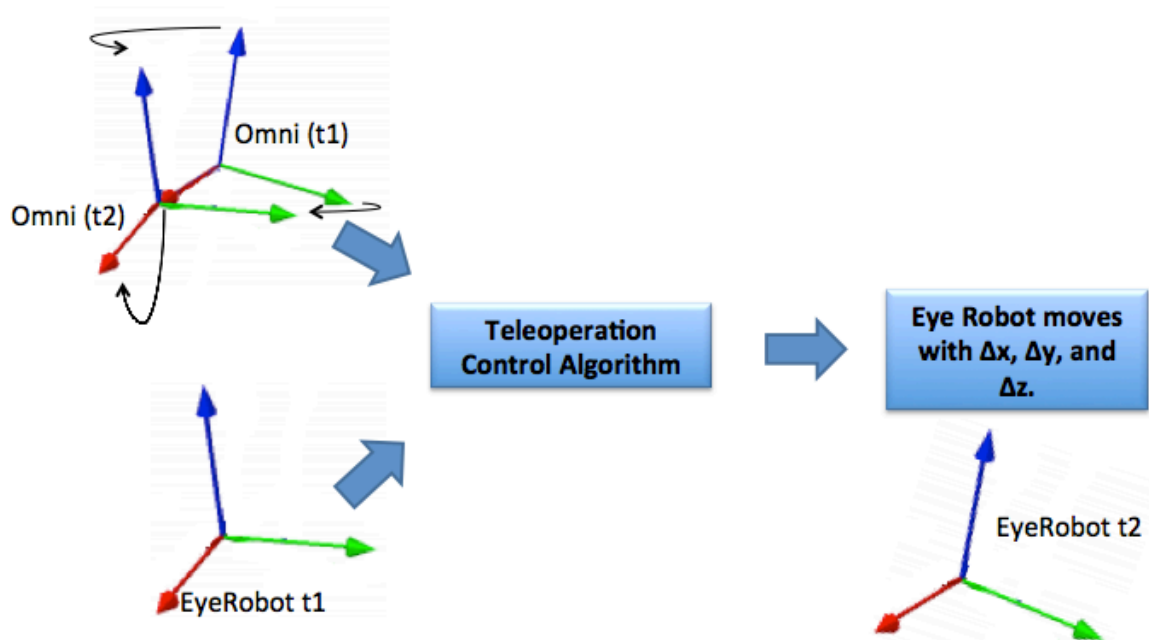 Omni (t1)
Omni (t2)
Teleoperation
Control Algorithm
Eye Robot moves
with Δx, Δy, and
Δz.
EyeRobot t1
EyeRobot t2